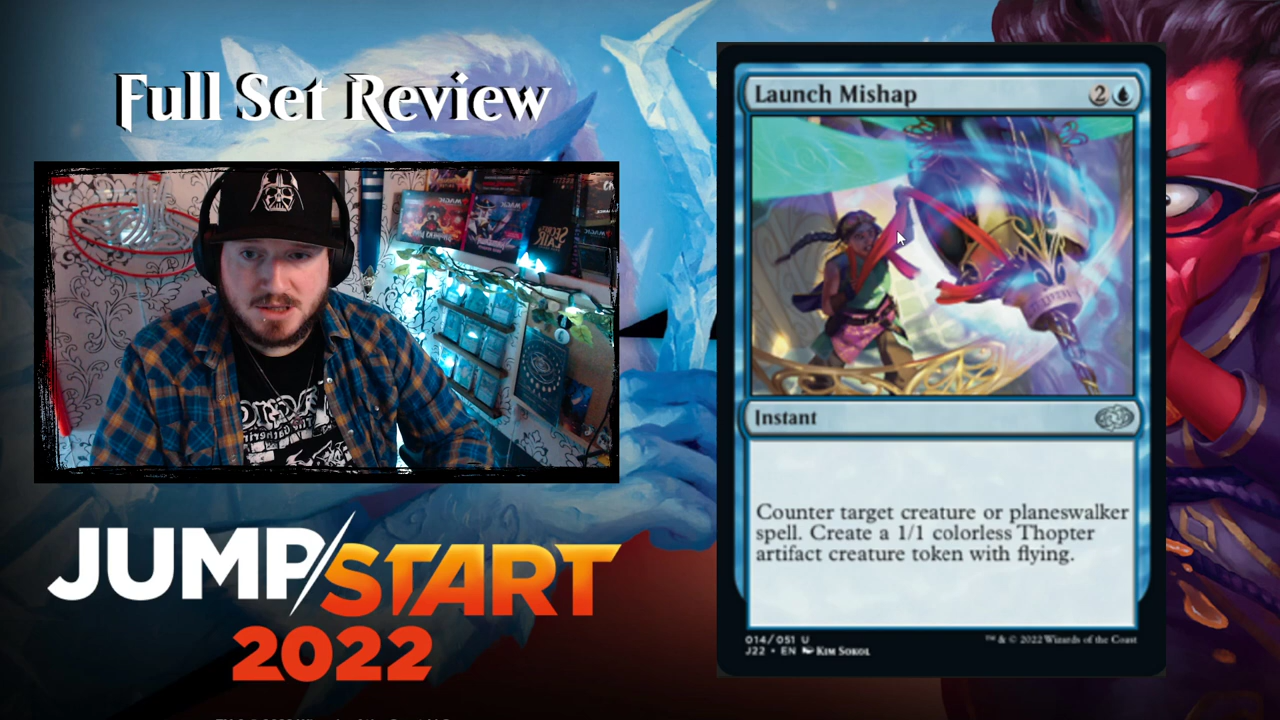 Full Set Review
MAGIC
JUMP/START
2022
Launch Mishap
2
Instant
Counter target creature or planeswalker
spell. Create a 1/1 colorless Thopter
artifact creature token with flying.
014/051 U
J22 • EN KIM SOKOL
™ & © 2022 Wizards of the Coast